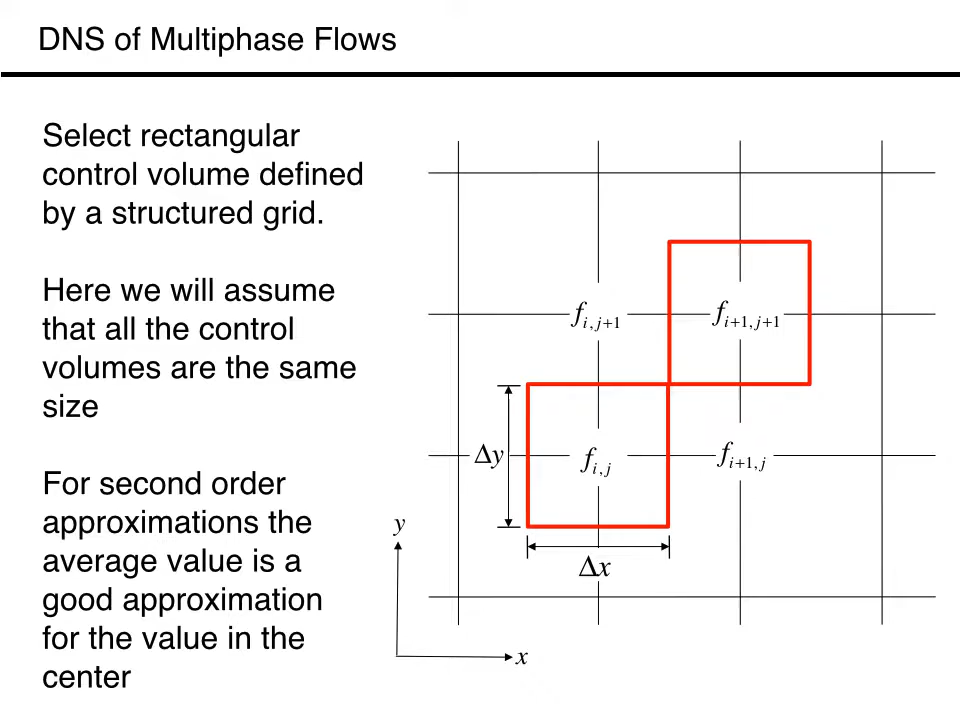 DNS of Multiphase Flows
Select rectangular
control volume defined
by a structured grid.
Here we will assume
that all the control
volumes are the same
size
For second order
approximations the
average value is a
good approximation
for the value in the
center
f_{i,j+1}
f_{i+1,j+1}
Δy
f_{i,j}
f_{i+1,j}
y
Δx
x